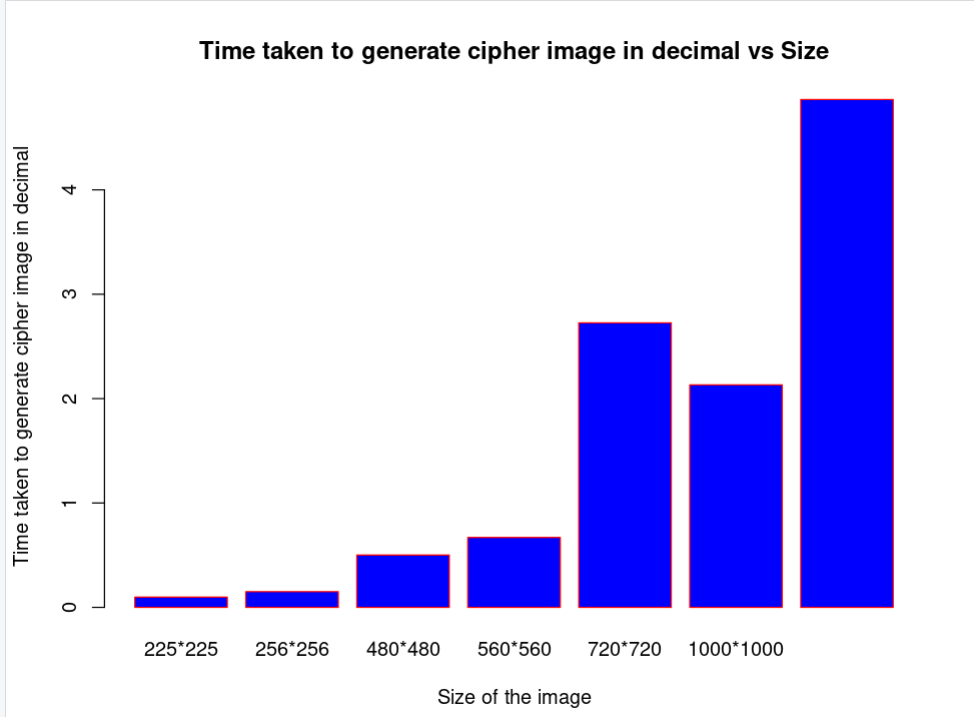 Time taken to generate cipher image in decimal vs Size
Time taken to generate cipher image in decimal
4
3
2
1
0
225*225 256*256 480*480 560*560 720*720 1000*1000
Size of the image